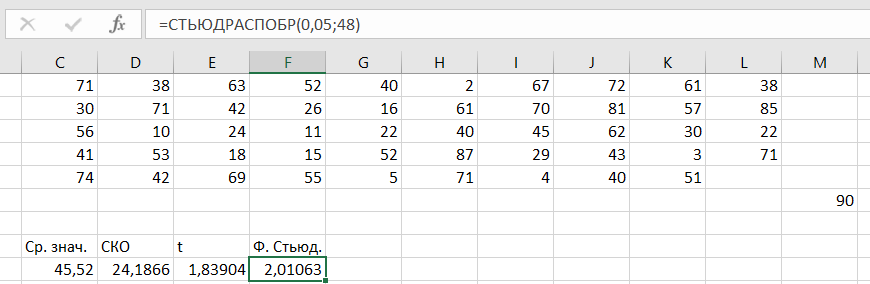 fx =СТЬЮДРАСПОБР(0,05;48)
C D E F G H I J K L M
71 38 63 52 40 2 67 72 61 38
30 71 42 26 16 61 70 81 57 85
56 10 24 11 22 40 45 62 30 22
41 53 18 15 52 87 29 43 3 71
74 42 69 55 5 71 4 40 51
90
Ср. знач. СКО t Ф. Стьюд.
45,52 24,1866 1,83904 2,01063